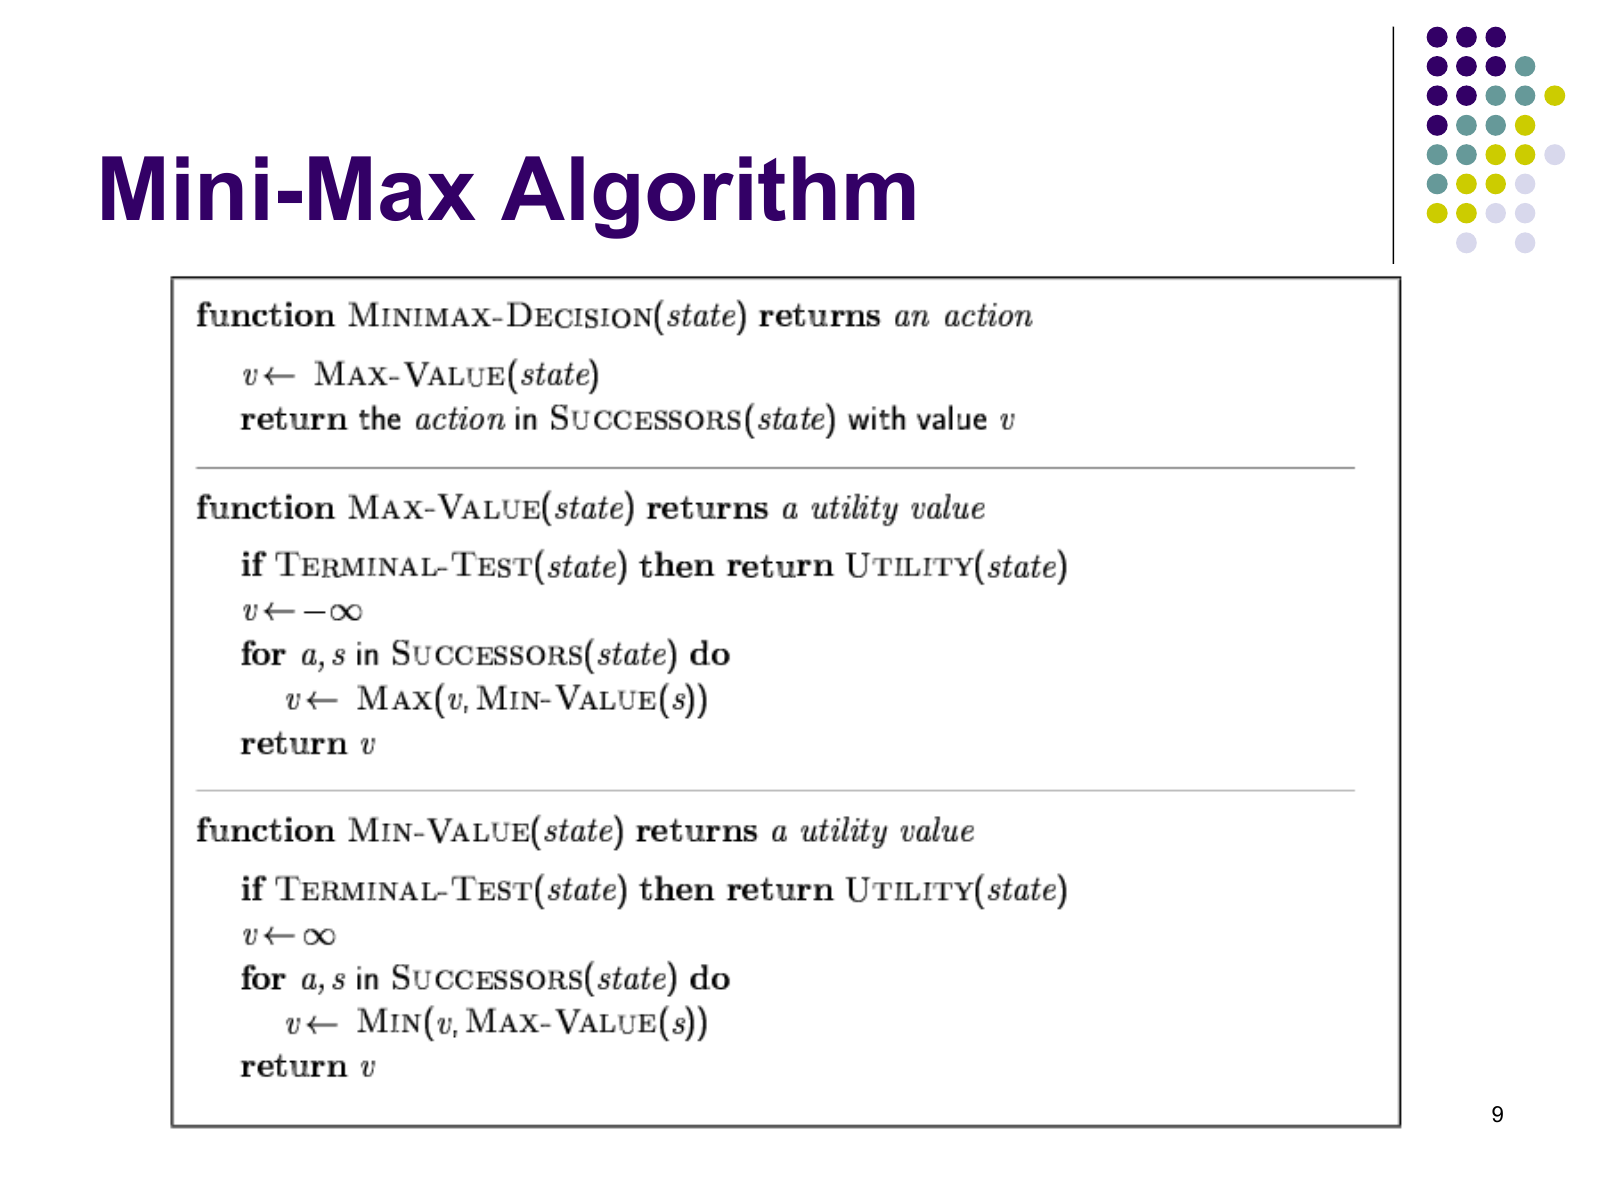 Mini-Max Algorithm
function MINIMAX-DECISION(state) returns an action
v ← MAX-VALUE(state)
return the action in SUCCESSORS(state) with value v
function MAX-VALUE(state) returns a utility value
if TERMINAL-TEST(state) then return UTILITY(state)
v ← −∞
for a, s in SUCCESSORS(state) do
v ← MAX(v, MIN-VALUE(s))
return v
function MIN-VALUE(state) returns a utility value
if TERMINAL-TEST(state) then return UTILITY(state)
v ← ∞
for a, s in SUCCESSORS(state) do
v ← MIN(v, MAX-VALUE(s))
return v
9